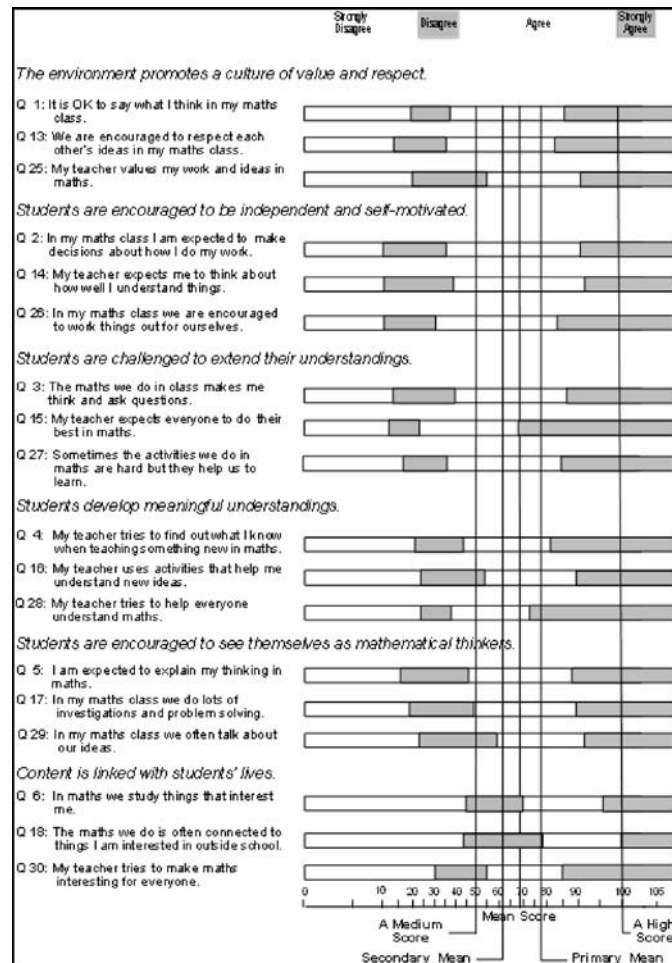 Strongly Disagree Agree Strongly
Disagree Agree
The environment promotes a culture of value and respect.
Q 1: It is OK to say what I think in my maths
class.
Q 13: We are encouraged to respect each
other's ideas in my maths class.
Q 25: My teacher values my work and ideas in
maths.
Students are encouraged to be independent and self-motivated.
Q 2: In my maths class I am expected to make
decisions about how I do my work.
Q 14: My teacher expects me to think about
how well I understand things.
Q 26: In my maths class we are encouraged
to work things out for ourselves.
Students are challenged to extend their understandings.
Q 3: The maths we do in class makes me
think and ask questions.
Q 15: My teacher expects everyone to do their
best in maths.
Q 27: Sometimes the activities we do in
maths are hard but they help us to
learn.
Students develop meaningful understandings.
Q 4: My teacher tries to find out what I know
when teaching something new in maths.
Q 16: My teacher uses activities that help me
understand new ideas.
Q 28: My teacher tries to help everyone
understand maths.
Students are encouraged to see themselves as mathematical thinkers.
Q 5: I am expected to explain my thinking in
maths.
Q 17: In my maths class we do lots of
investigations and problem solving.
Q 29: In my maths class we often talk about
our ideas.
Content is linked with students' lives.
Q 6: In maths we study things that interest
me.
Q 18: The maths we do is often connected to
things I am interested in outside school.
Q 30: My teacher tries to make maths
interesting for everyone.
0 10 20 30 40 50 60 70 80 90 100 105
Mean Score
A Medium A High
Score Score
Secondary Mean Primary Mean